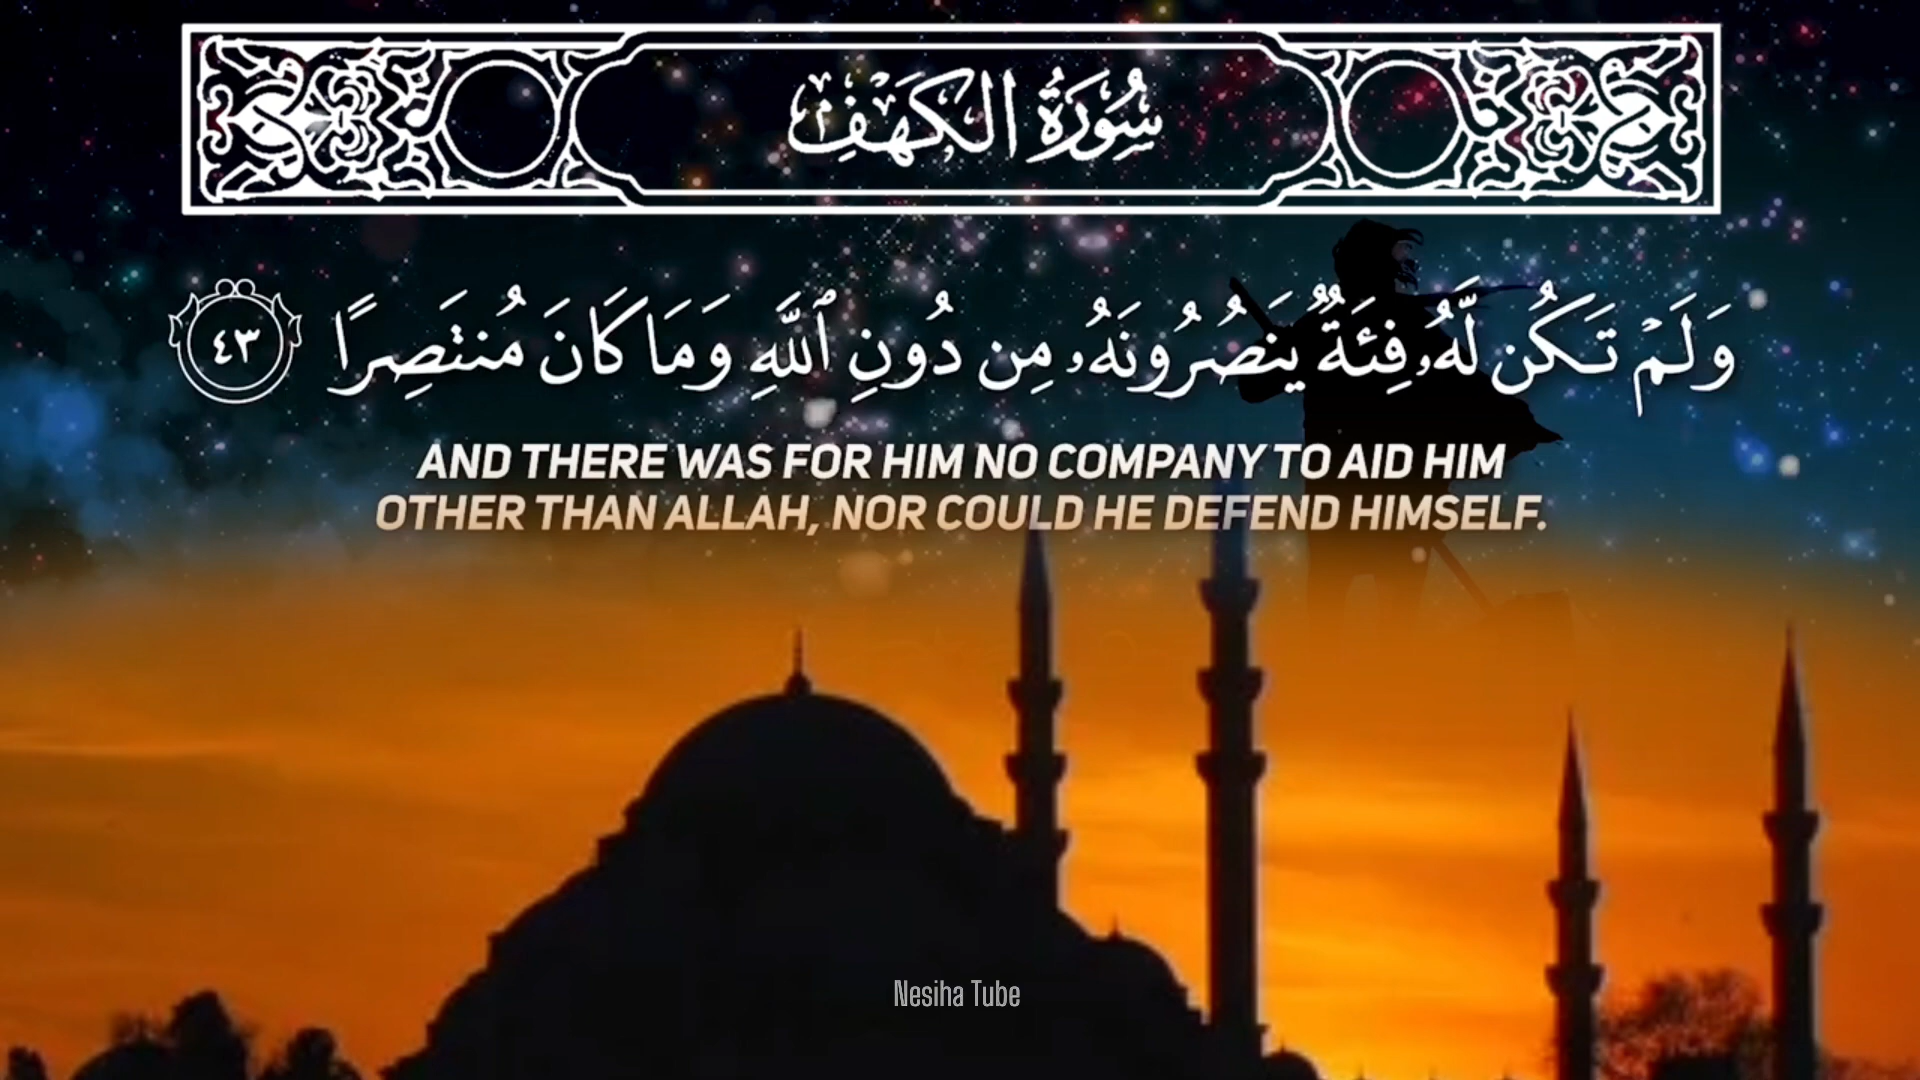 سُورَةُ الكَهْفِ
وَلَمْ تَكُن لَّهُۥ فِئَةٌ يَنصُرُونَهُۥ مِن دُونِ ٱللَّهِ وَمَا كَانَ مُنتَصِرًا ٤٣
AND THERE WAS FOR HIM NO COMPANY TO AID HIM
OTHER THAN ALLAH, NOR COULD HE DEFEND HIMSELF.
Nesiha Tube